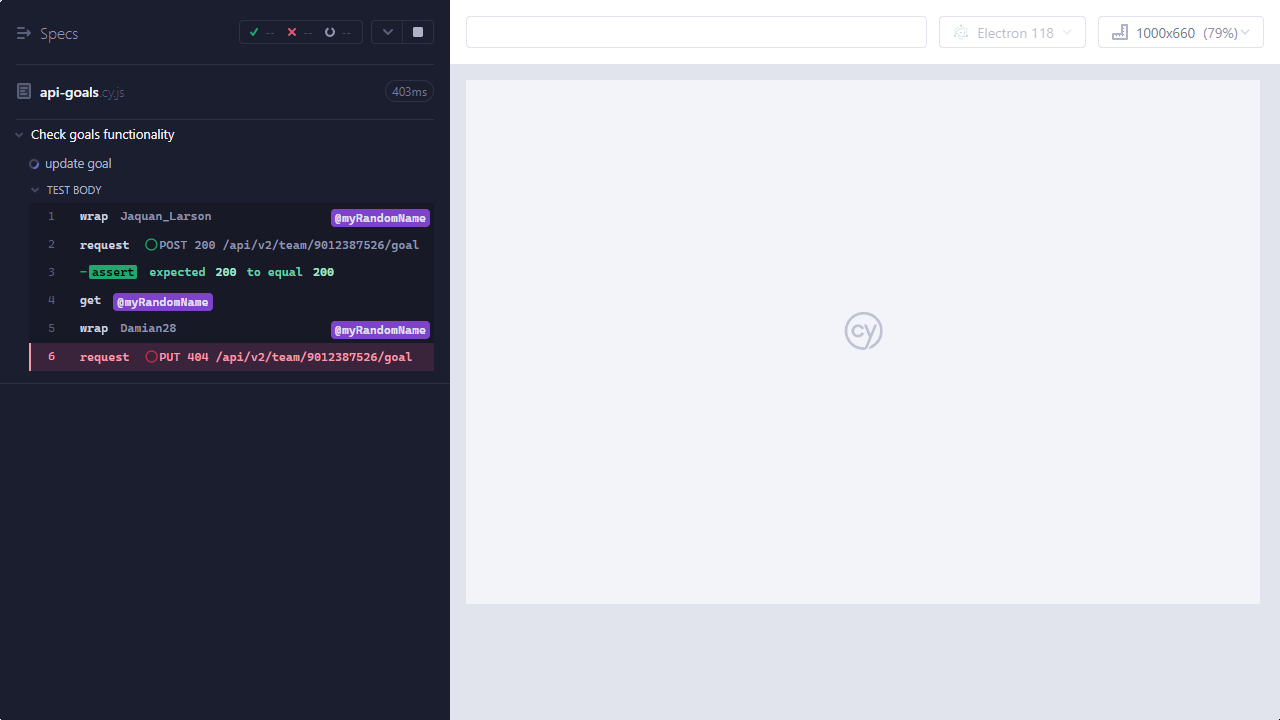 Specs -- -- --
api-goals.cy.js 403ms
Check goals functionality
update goal
TEST BODY
1 wrap Jaquan_Larson @myRandomName
2 request POST 200 /api/v2/team/9012387526/goal
3 -assert expected 200 to equal 200
4 get @myRandomName
5 wrap Damian28 @myRandomName
6 request PUT 404 /api/v2/team/9012387526/goal
Electron 118 1000x660 (79%)
cy